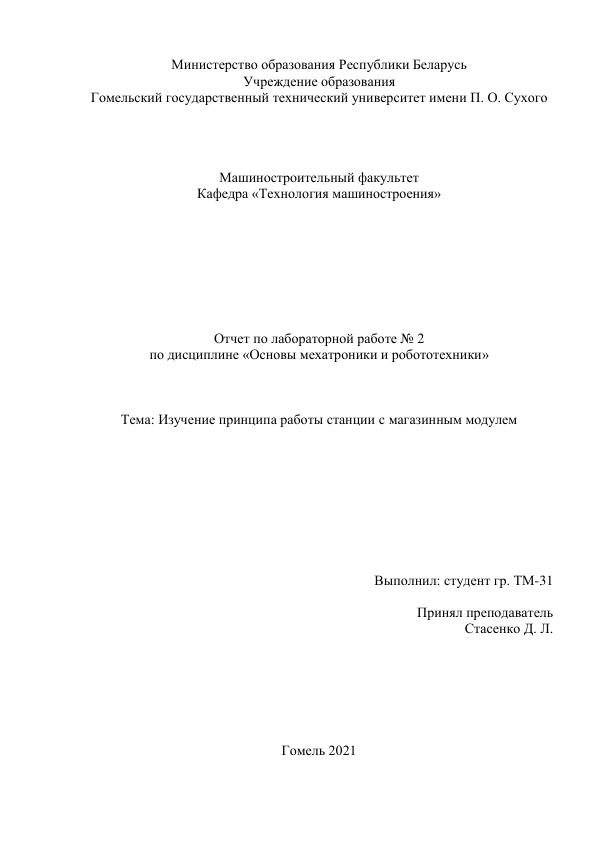 Министерство образования Республики Беларусь
Учреждение образования
Гомельский государственный технический университет имени П. О. Сухого
Машиностроительный факультет
Кафедра «Технология машиностроения»
Отчет по лабораторной работе № 2
по дисциплине «Основы мехатроники и робототехники»
Тема: Изучение принципа работы станции с магазинным модулем
Выполнил: студент гр. ТМ-31
Принял преподаватель
Стасенко Д. Л.
Гомель 2021